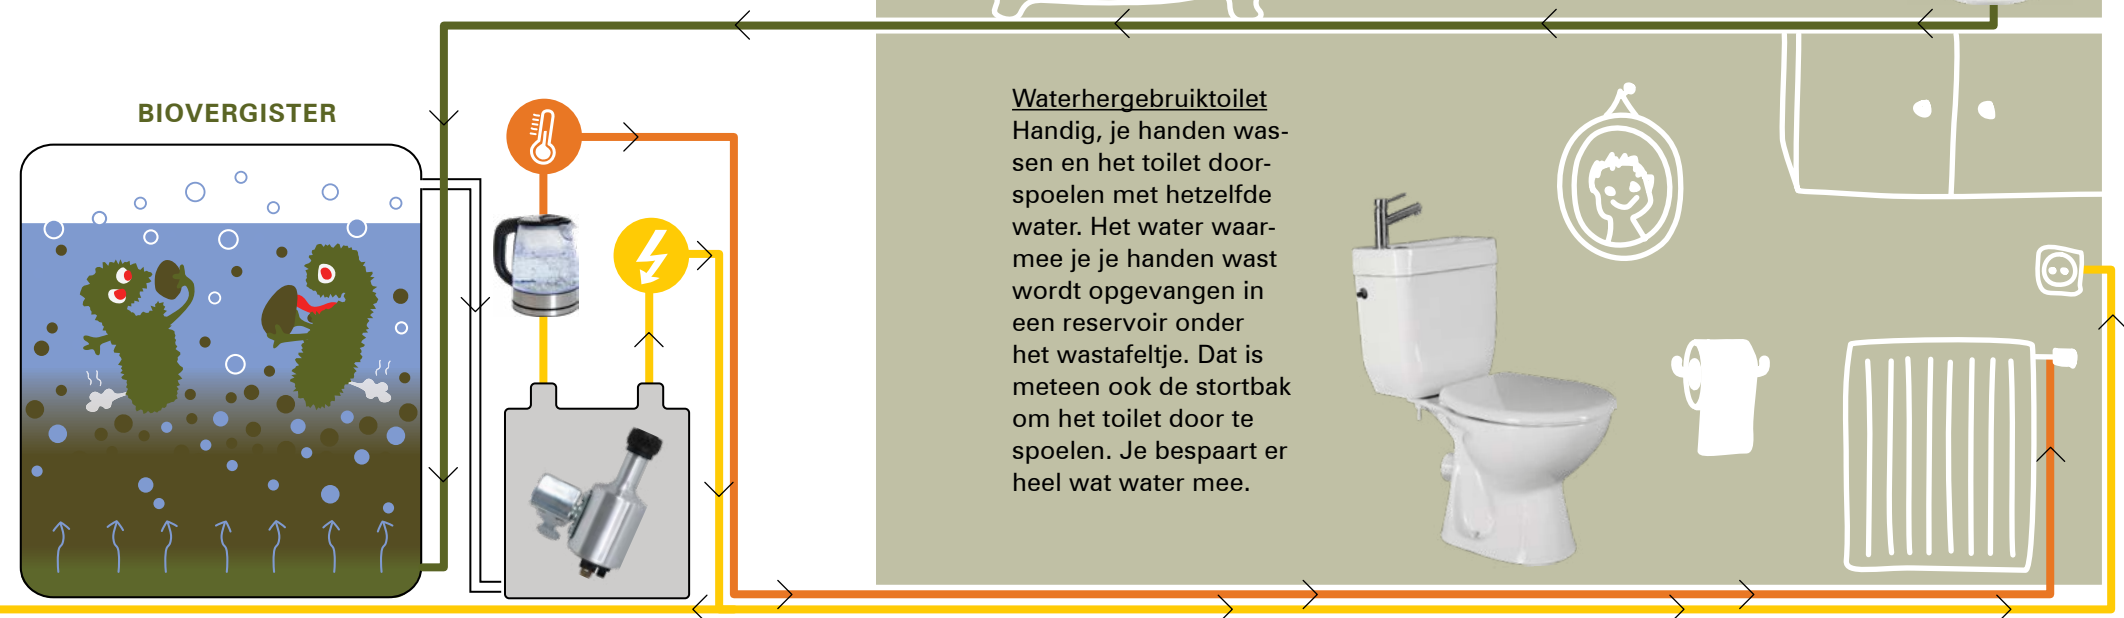 BIOVERGISTER
Waterhergebruiktoilet
Handig, je handen was-
sen en het toilet door-
spoelen met hetzelfde
water. Het water waar-
mee je je handen wast
wordt opgevangen in
een reservoir onder
het wastafeltje. Dat is
meteen ook de stortbak
om het toilet door te
spoelen. Je bespaart er
heel wat water mee.